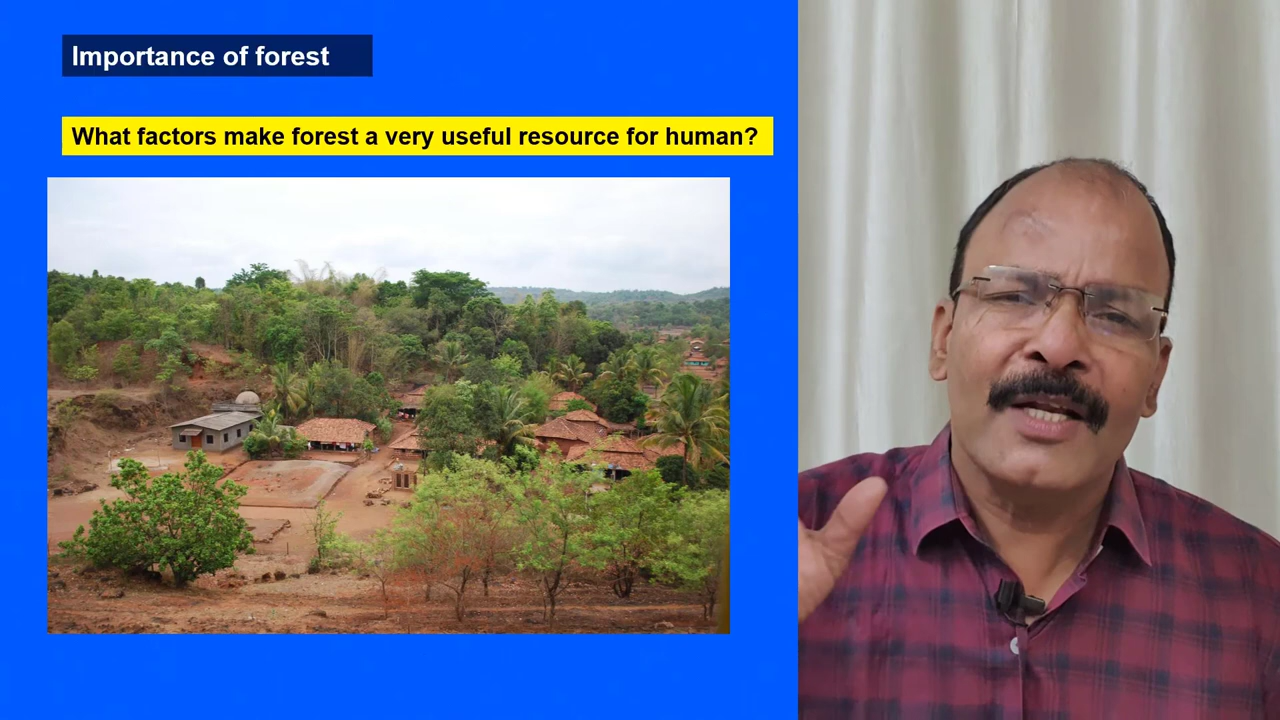 Importance of forest
What factors make forest a very useful resource for human?